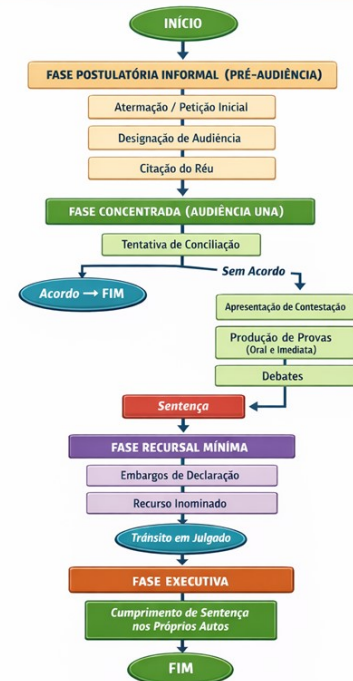 INÍCIO
FASE POSTULATÓRIA INFORMAL (PRÉ-AUDIÊNCIA)
Atermação / Petição Inicial
Designação de Audiência
Citação do Réu
FASE CONCENTRADA (AUDIÊNCIA UNA)
Tentativa de Conciliação
Sem Acordo
Acordo → FIM
Apresentação de Contestação
Produção de Provas
(Oral e Imediata)
Debates
Sentença
FASE RECURSAL MÍNÍMA
Embargos de Declaração
Recurso Inominado
Trânsito em Julgado
FASE EXECUTIVA
Cumprimento de Sentença
nos Próprios Autos
FIM